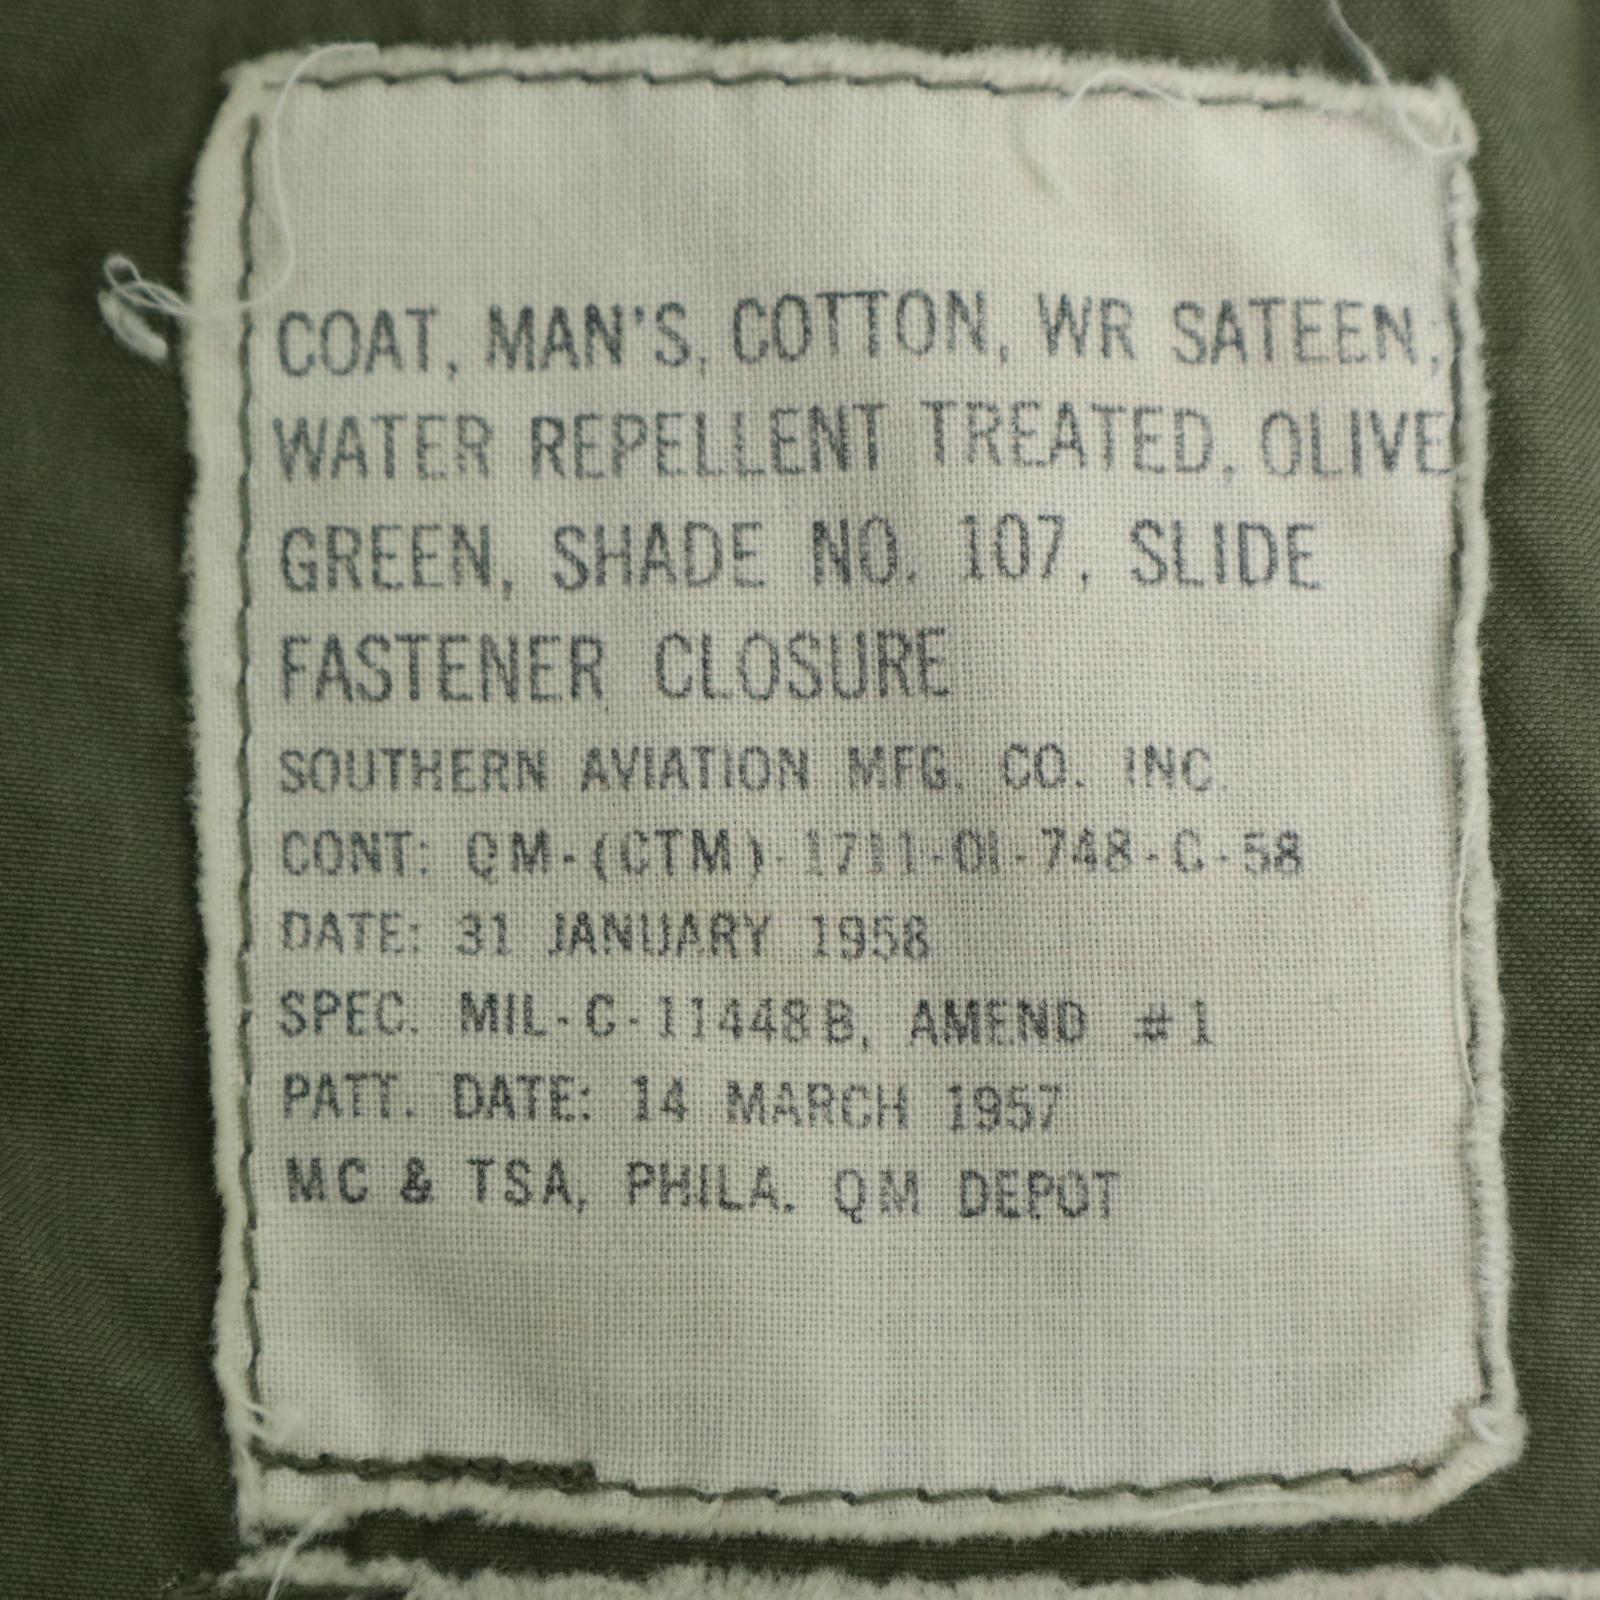 COAT, MAN'S, COTTON, WR SATEEN,
WATER REPELLENT TREATED, OLIVE
GREEN, SHADE NO. 107, SLIDE
FASTENER CLOSURE
SOUTHERN AVIATION MFG. CO. INC.
CONT: QM-(CTM)-1711-OI-748-C-58
DATE: 31 JANUARY 1958
SPEC. MIL-C-11448B, AMEND #1
PATT. DATE: 14 MARCH 1957
MC & TSA, PHILA. QM DEPOT